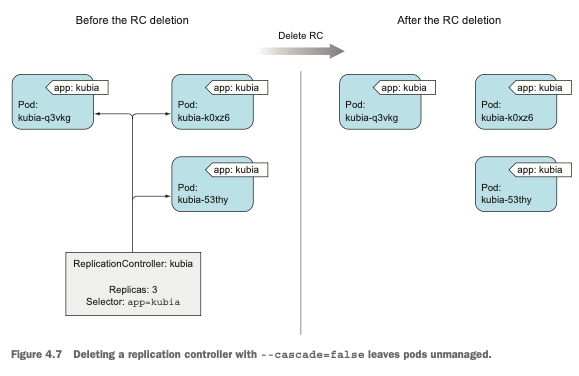 Before the RC deletion
Delete RC
After the RC deletion
app: kubia
Pod:
kubia-q3vkg
app: kubia
Pod:
kubia-k0xz6
app: kubia
Pod:
kubia-53thy
ReplicationController: kubia
Replicas: 3
Selector: app=kubia
app: kubia
Pod:
kubia-q3vkg
app: kubia
Pod:
kubia-k0xz6
app: kubia
Pod:
kubia-53thy
Figure 4.7 Deleting a replication controller with --cascade=false leaves pods unmanaged.